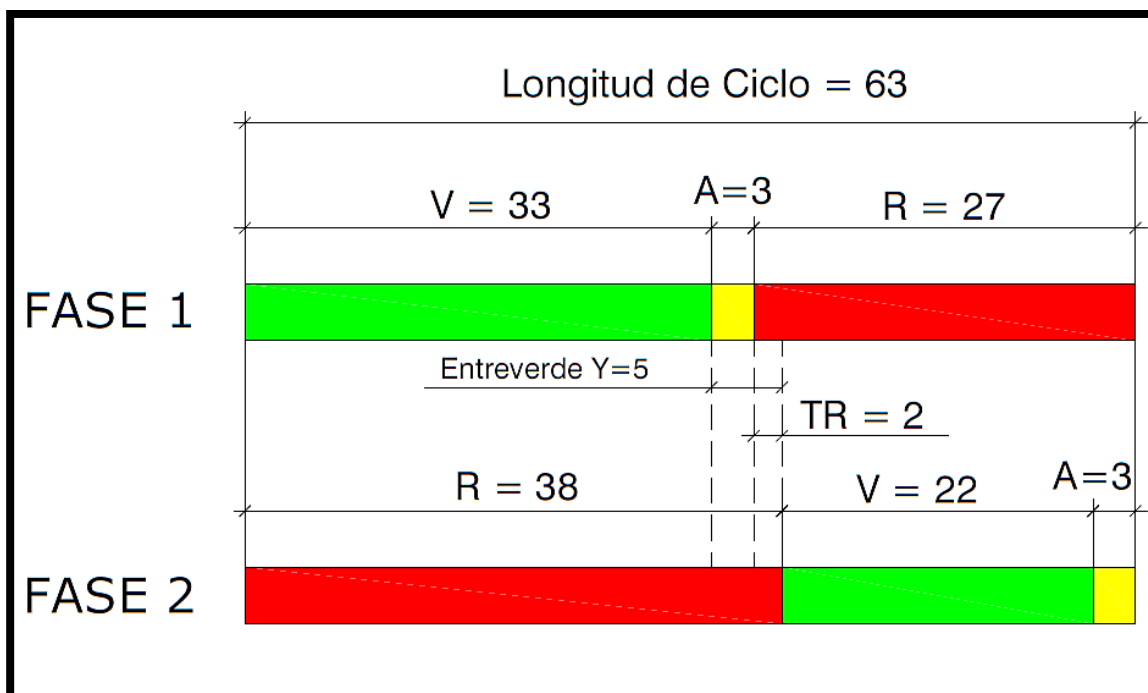 Longitud de Ciclo = 63
V = 33
A=3
R = 27
FASE 1
Entreverde Y=5
TR = 2
R = 38
V = 22
A=3
FASE 2